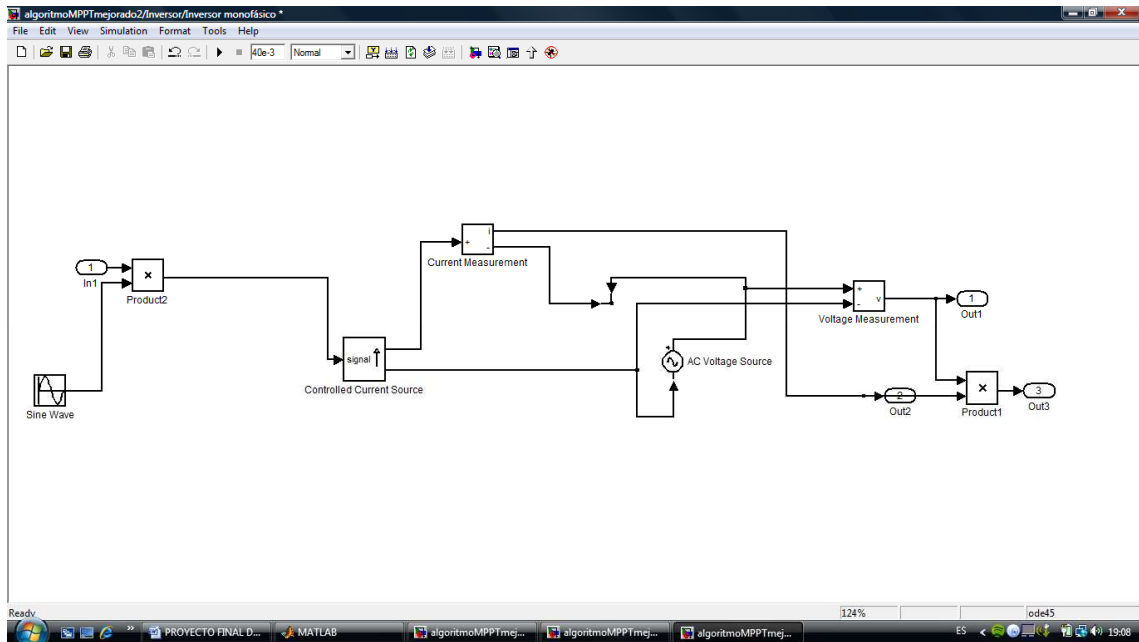 algoritmoMPPTmejorado2/Inversor/Inversor monofásico *
File Edit View Simulation Format Tools Help
40e-3 Normal
i
+
-
Current Measurement
1
In1
×
Product2
+
-
v
Voltage Measurement
1
Out1
signal
Controlled Current Source
AC Voltage Source
Sine Wave
2
Out2
×
Product1
3
Out3
Ready
124%
ode45
PROYECTO FINAL D...
MATLAB
algoritmoMPPTmej...
algoritmoMPPTmej...
algoritmoMPPTmej...
ES
19:08